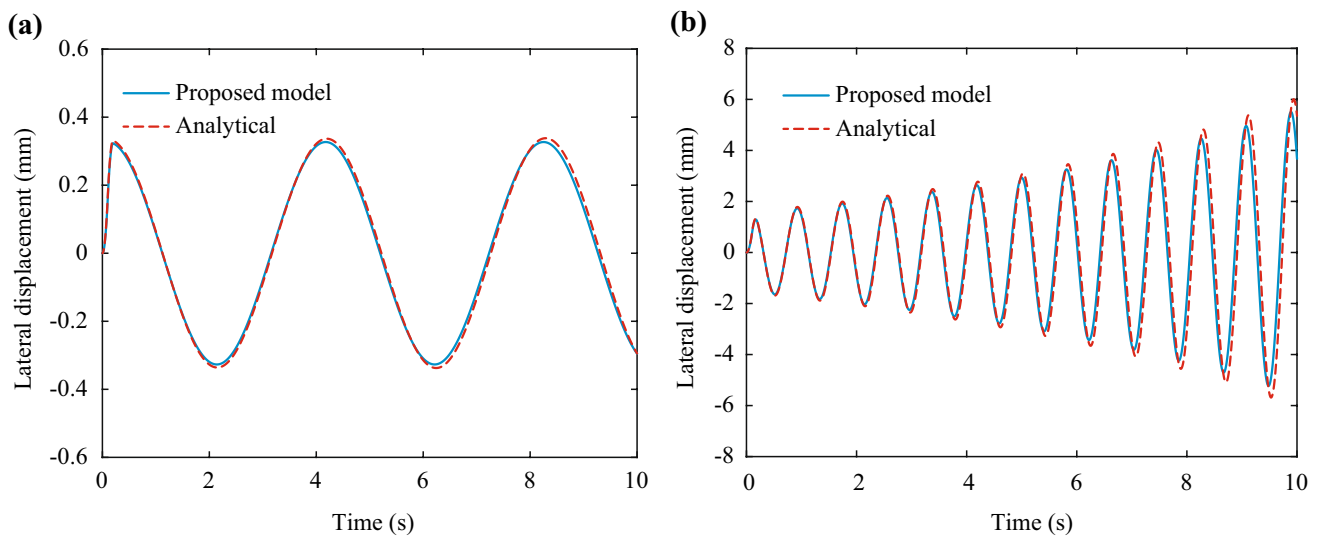 (a)
0.6
0.4
0.2
0
-0.2
-0.4
-0.6
0
2
4
6
8
10
Lateral displacement (mm)
Time (s)
Proposed model
Analytical
(b)
8
6
4
2
0
-2
-4
-6
-8
0
2
4
6
8
10
Lateral displacement (mm)
Time (s)
Proposed model
Analytical